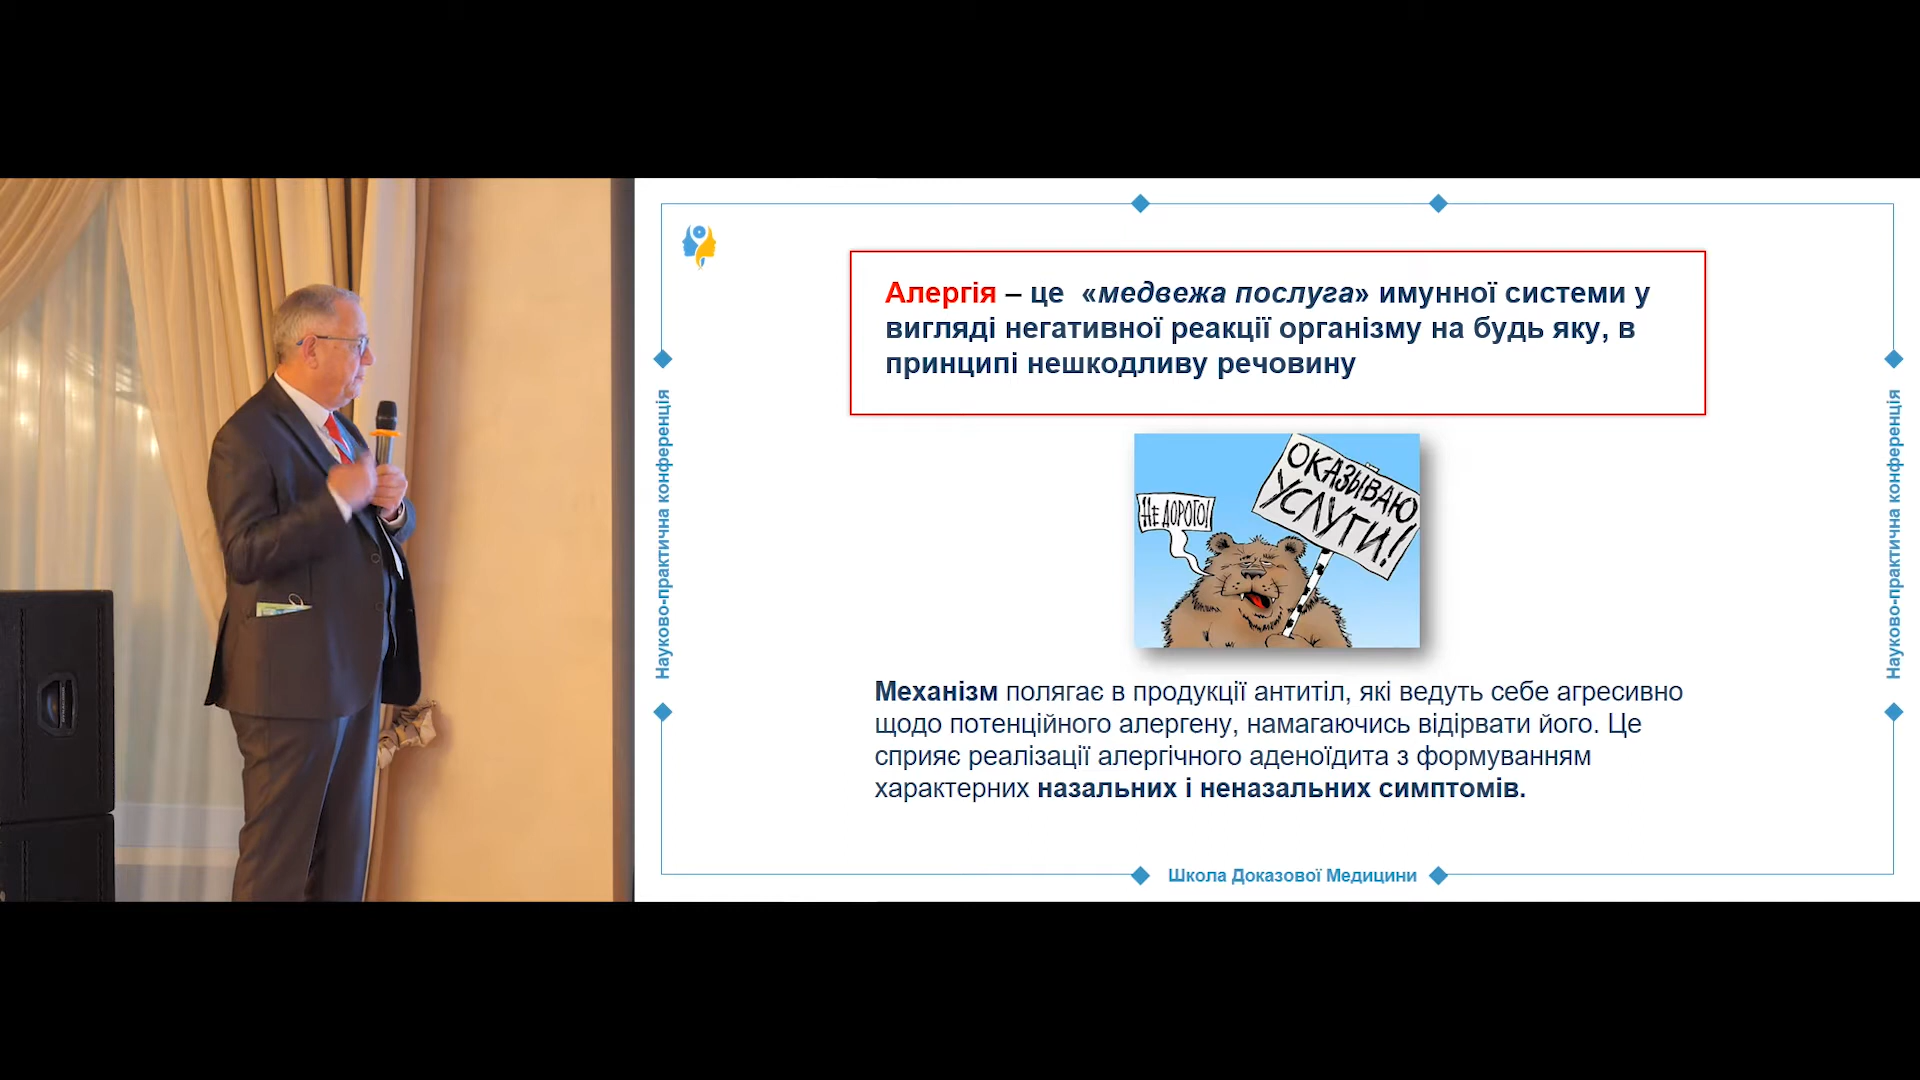 Алергія – це «медвежа послуга» имунної системи у
вигляді негативної реакції організму на будь яку, в
принципі нешкодливу речовину
НЕ ДОРОГО!
ОКАЗЫВАЮ
УСЛУГИ!
Механізм полягає в продукції антитіл, які ведуть себе агресивно
щодо потенційного алергену, намагаючись відірвати його. Це
сприяє реалізації алергічного аденоїдита з формуванням
характерних назальних і неназальних симптомів.
Науково-практична конференція
Науково-практична конференція
Школа Доказової Медицини